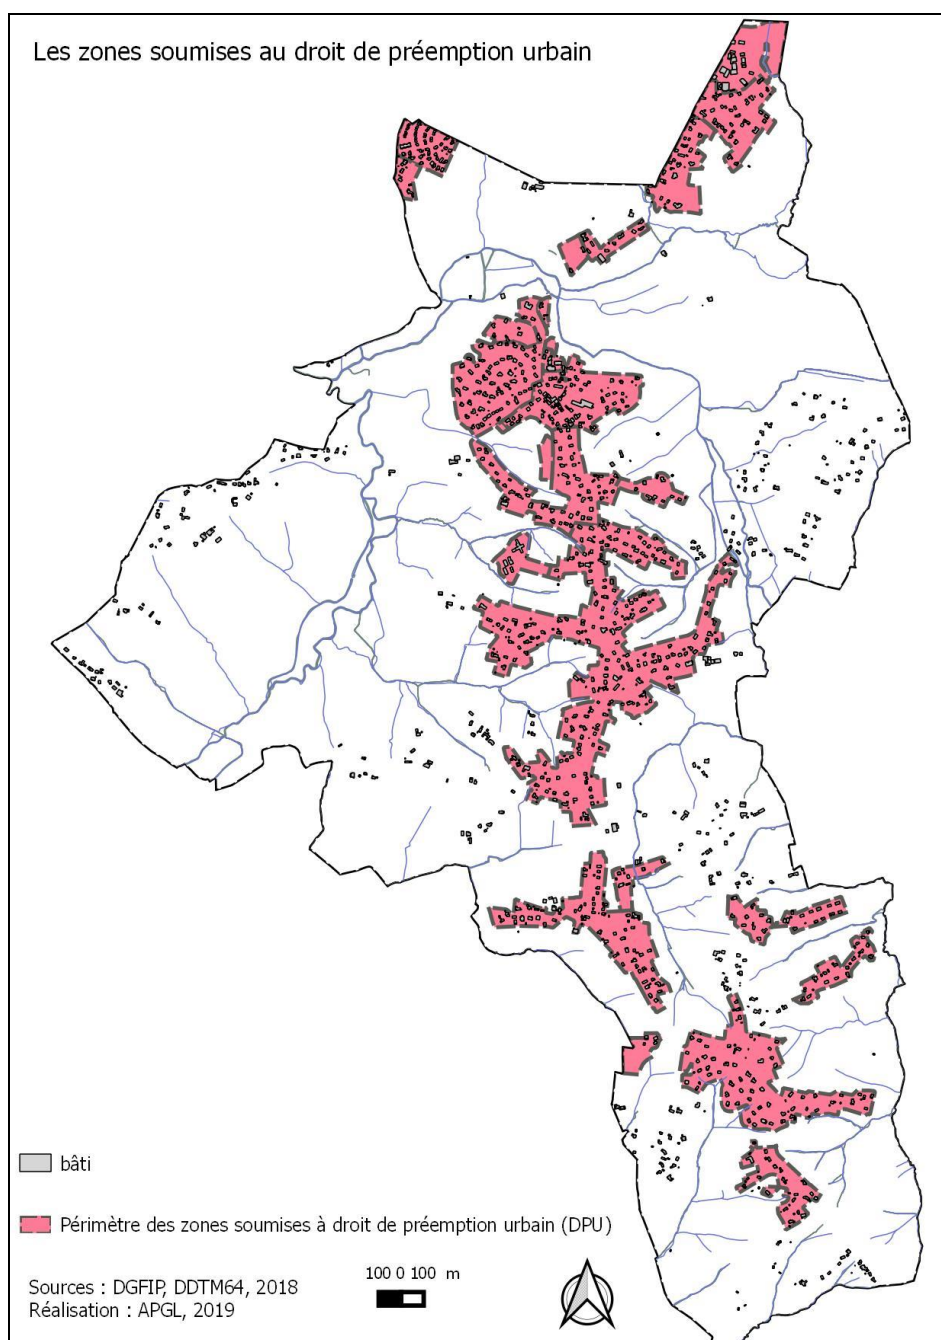 Les zones soumises au droit de préemption urbain
bâti
Périmètre des zones soumises à droit de préemption urbain (DPU)
100 0 100 m
Sources : DGFIP, DDTM64, 2018
Réalisation : APGL, 2019